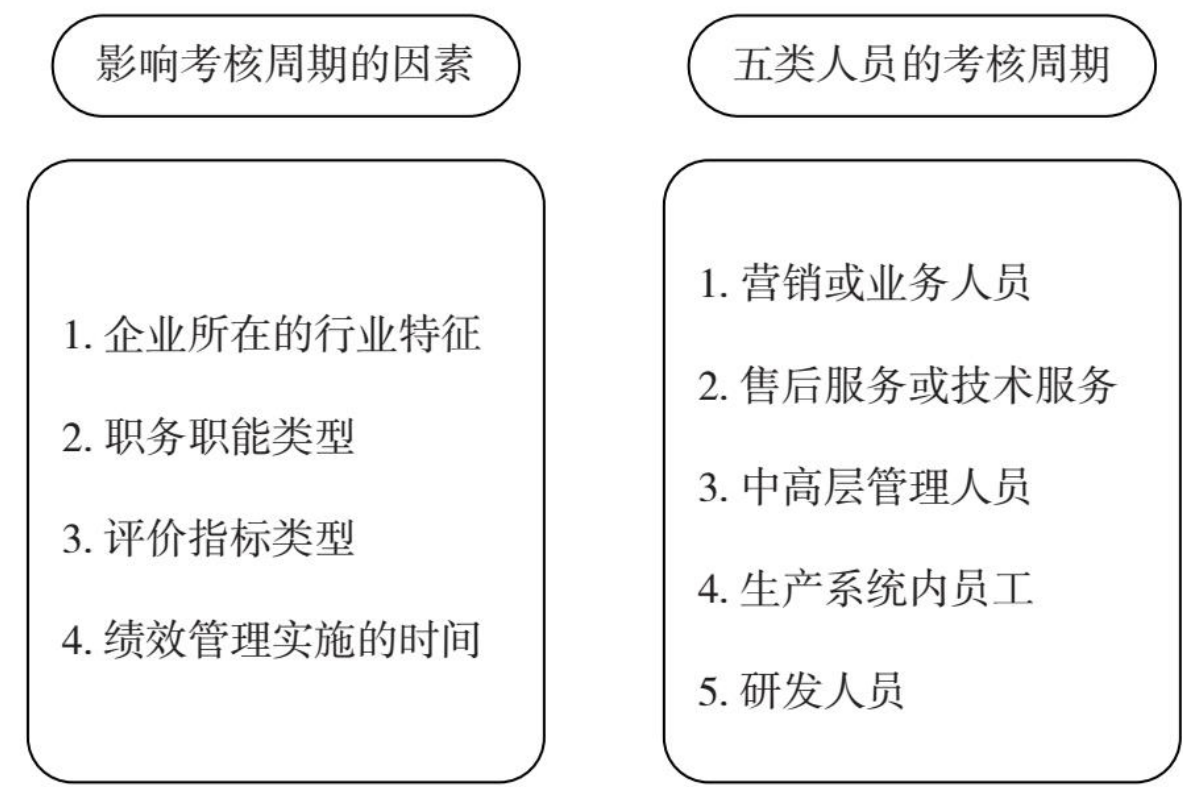 影响考核周期的因素
1. 企业所在的行业特征
2. 职务职能类型
3. 评价指标类型
4. 绩效管理实施的时间
五类人员的考核周期
1. 营销或业务人员
2. 售后服务或技术服务
3. 中高层管理人员
4. 生产系统内员工
5. 研发人员